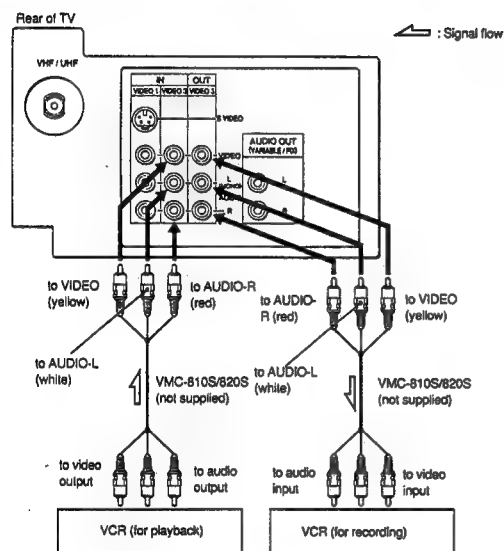 Rear of TV
: Signal flow
VHF / UHF
IN
OUT
VIDEO 1
VIDEO 3
S VIDEO
AUDIO OUT
(VARIABLE / FIX)
VIDEO
L
(MONO)
AUDIO
R
L
R
to VIDEO
(yellow)
to AUDIO-R
(red)
to AUDIO-L
(white)
to AUDIO-
R (red)
to VIDEO
(yellow)
to AUDIO-L
(white)
VMC-810S/820S
(not supplied)
VMC-810S/820S
(not supplied)
to video
output
to audio
output
to audio
input
to video
input
VCR (for playback)
VCR (for recording)